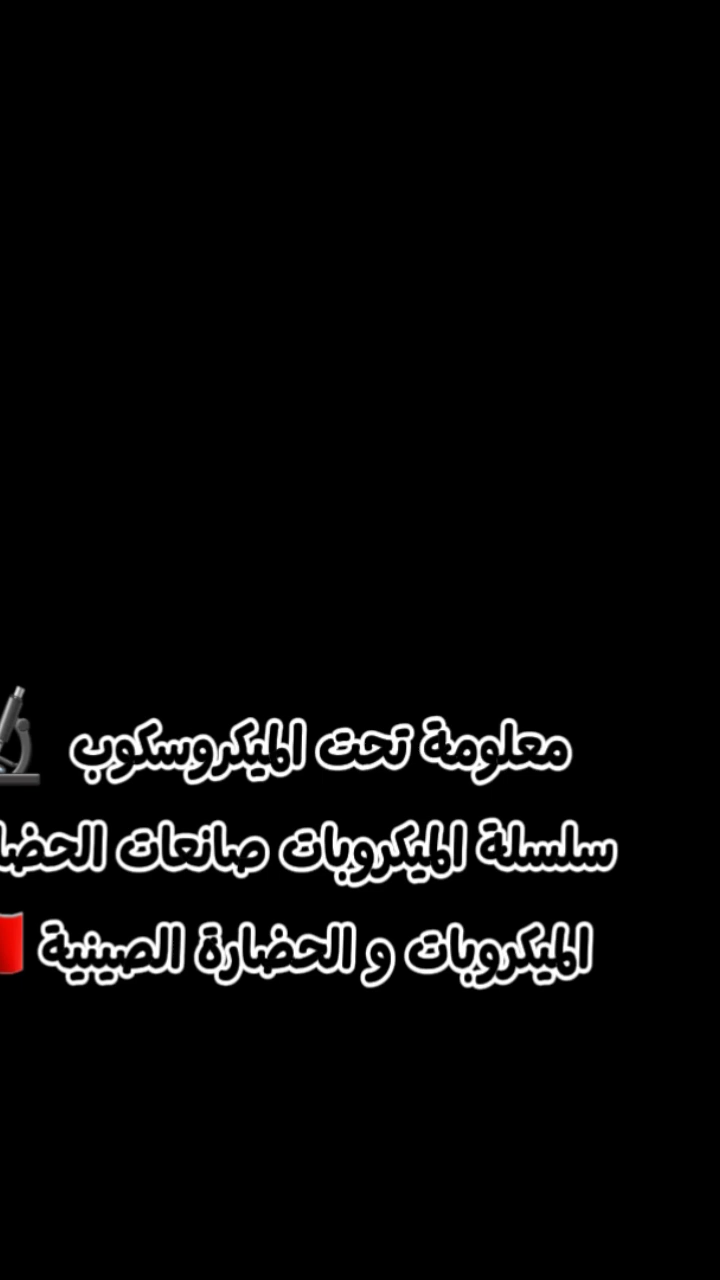 معلومة تحت الميكروسكوب 🔬
سلسلة الميكروبات صانعات
الميكروبات و الحضارة الصينية